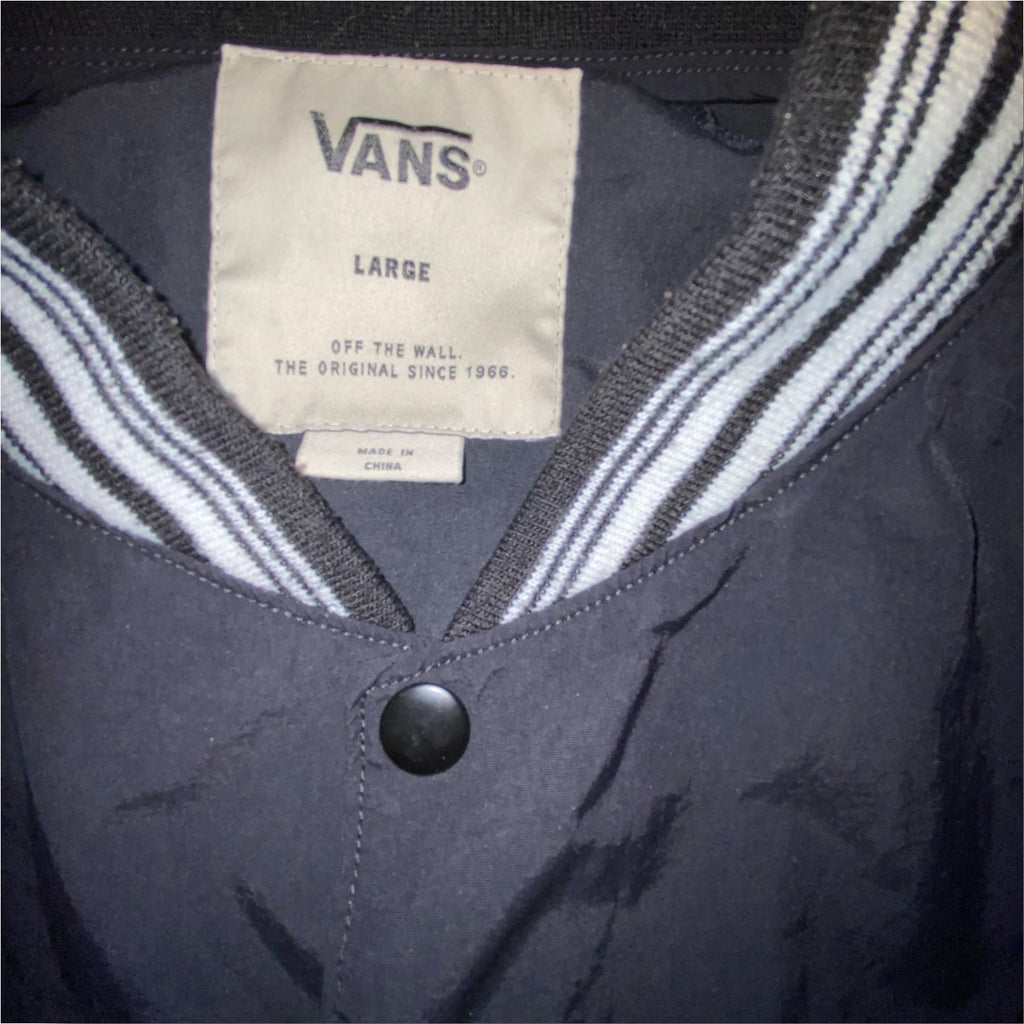 VANS®
LARGE
OFF THE WALL.
THE ORIGINAL SINCE 1966.
MADE IN
CHINA